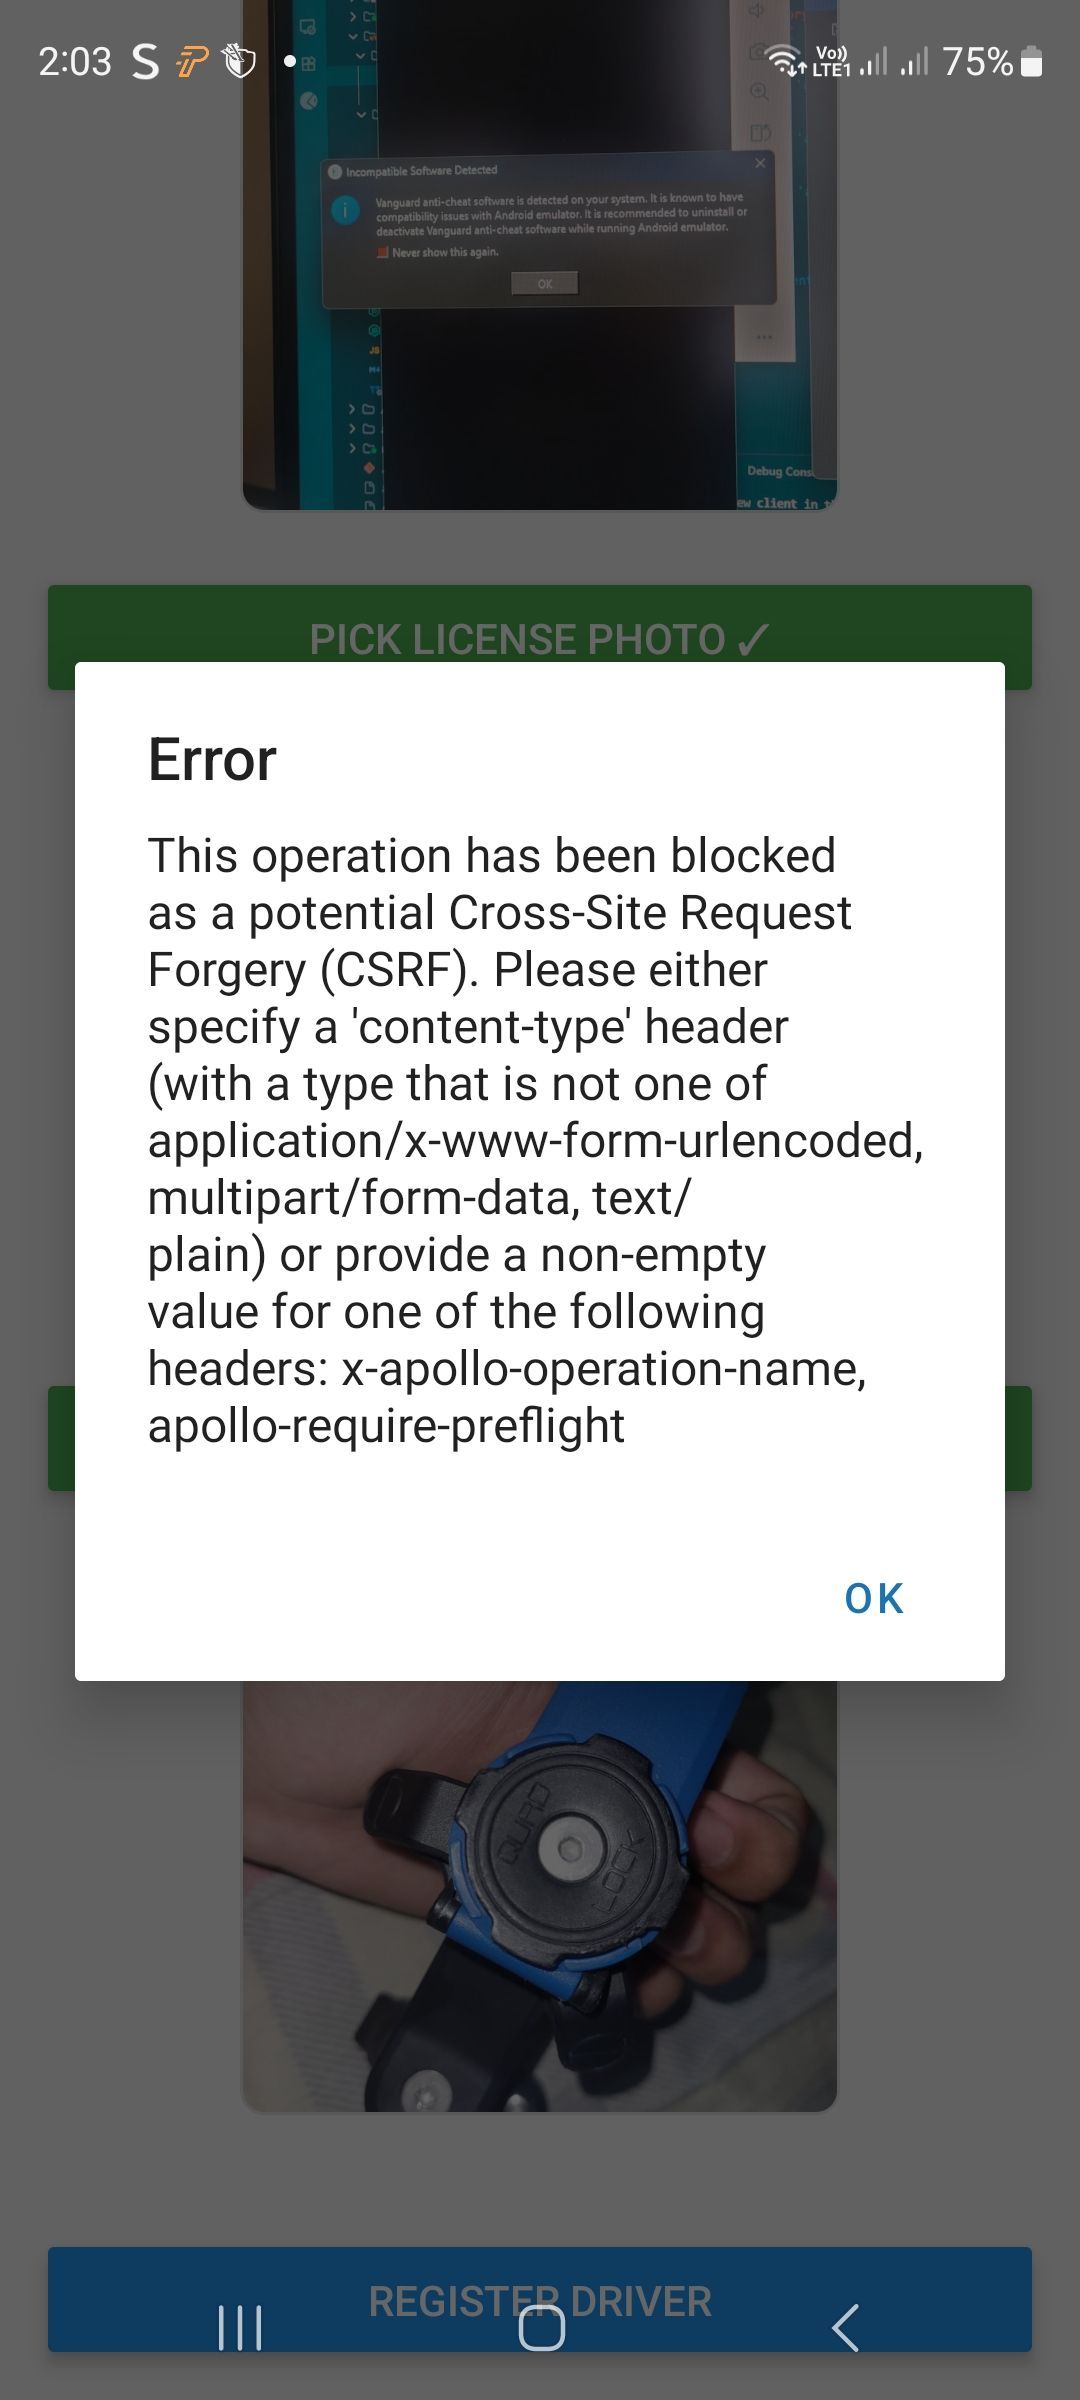 2:03
Vo))
LTE1
75%
Incompatible Software Detected
Vanguard anti-cheat software is detected on your system. It is known to have
compatibility issues with Android emulator. It is recommended to uninstall or
deactivate Vanguard anti-cheat software while running Android emulator.
Never show this again.
OK
JS
Debug Cons
ew client in t
PICK LICENSE PHOTO ✓
Error
This operation has been blocked
as a potential Cross-Site Request
Forgery (CSRF). Please either
specify a 'content-type' header
(with a type that is not one of
application/x-www-form-urlencoded,
multipart/form-data, text/
plain) or provide a non-empty
value for one of the following
headers: x-apollo-operation-name,
apollo-require-preflight
OK
QUAD
LOCK
REGISTER DRIVER